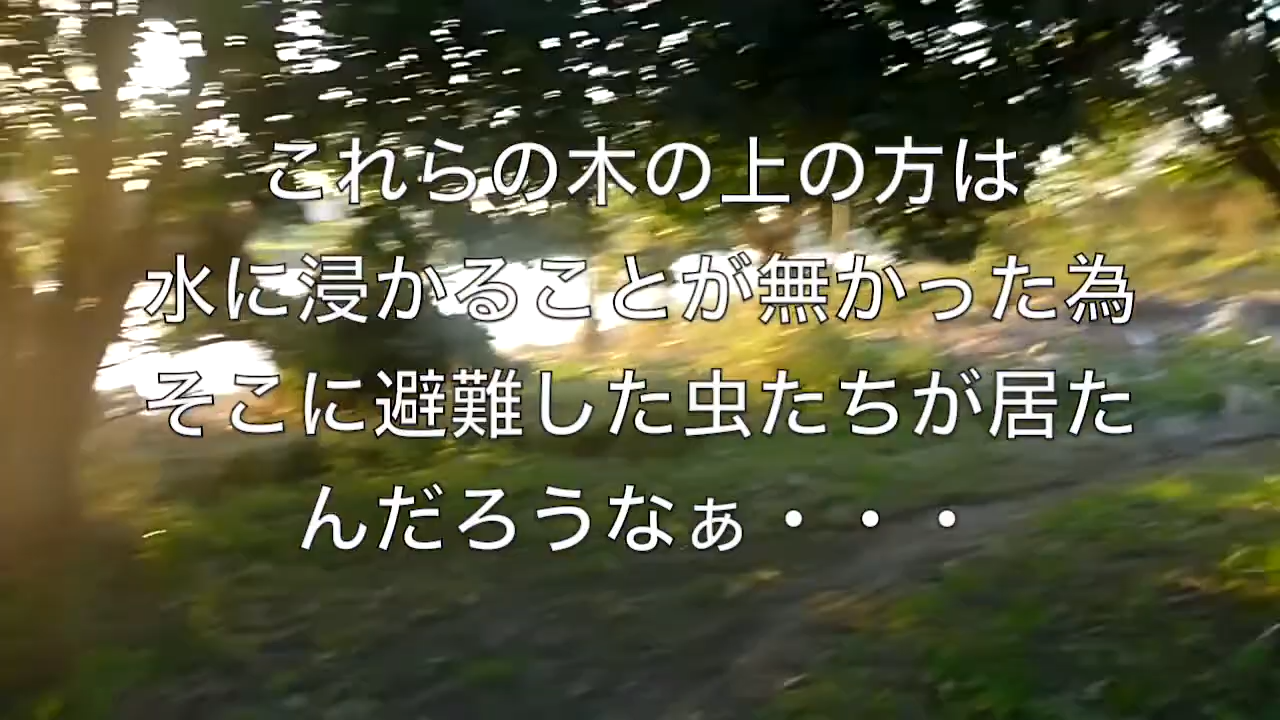 これらの木の上の方は
水に浸かることが無かった為
そこに避難した虫たちが居た
んだろうなぁ・・・